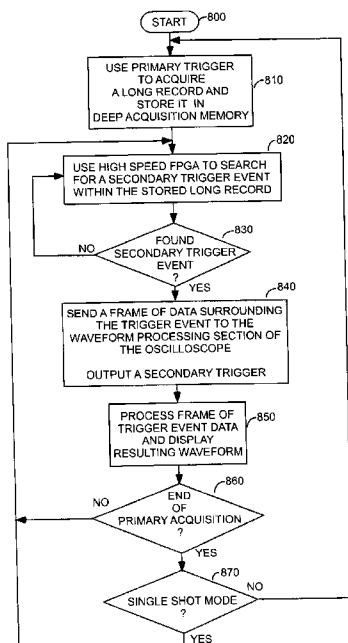 START
800
USE PRIMARY TRIGGER
TO ACQUIRE
A LONG RECORD AND
STORE IT IN
DEEP ACQUISITION MEMORY
810
820
USE HIGH SPEED FPGA TO SEARCH
FOR A SECONDARY TRIGGER EVENT
WITHIN THE STORED LONG RECORD
830
NO
FOUND
SECONDARY TRIGGER
EVENT
?
YES
840
SEND A FRAME OF DATA SURROUNDING
THE TRIGGER EVENT TO THE
WAVEFORM PROCESSING SECTION OF
THE OSCILLOSCOPE
OUTPUT A SECONDARY TRIGGER
PROCESS FRAME OF
TRIGGER EVENT DATA
AND DISPLAY
RESULTING WAVEFORM
850
860
NO
END
OF
PRIMARY ACQUISITION
?
YES
870
NO
SINGLE SHOT MODE
?
YES